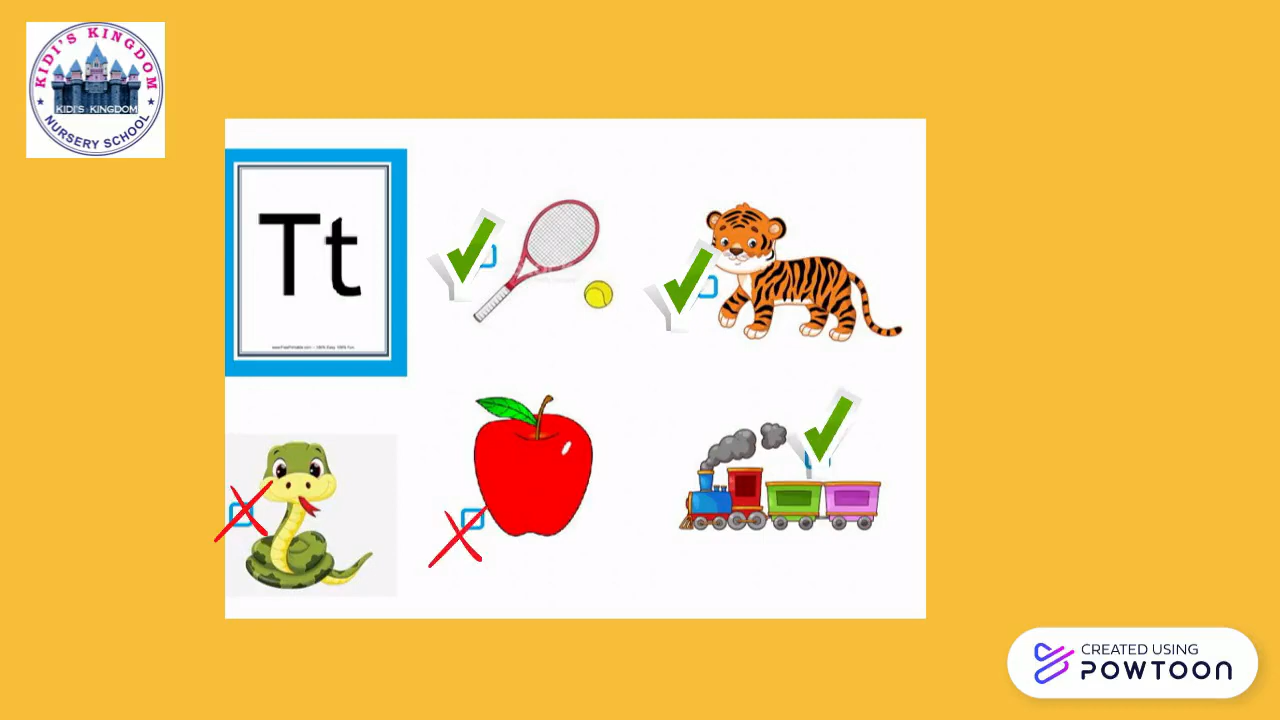 KIDI'S KINGDOM
KIDI'S KINGDOM
NURSERY SCHOOL
Tt
CREATED USING
POWTOON